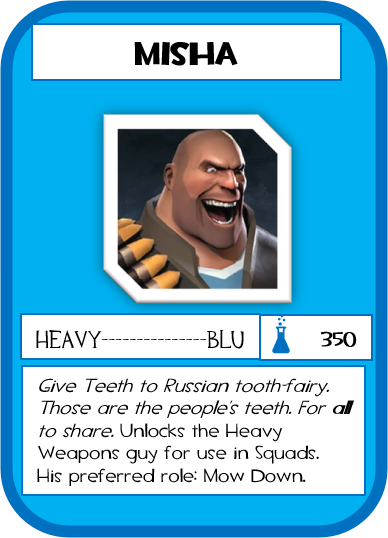 MISHA
HEAVY---------------BLU
350
Give Teeth to Russian tooth-fairy.
Those are the people's teeth. For all
to share. Unlocks the Heavy
Weapons guy for use in Squads.
His preferred role: Mow Down.